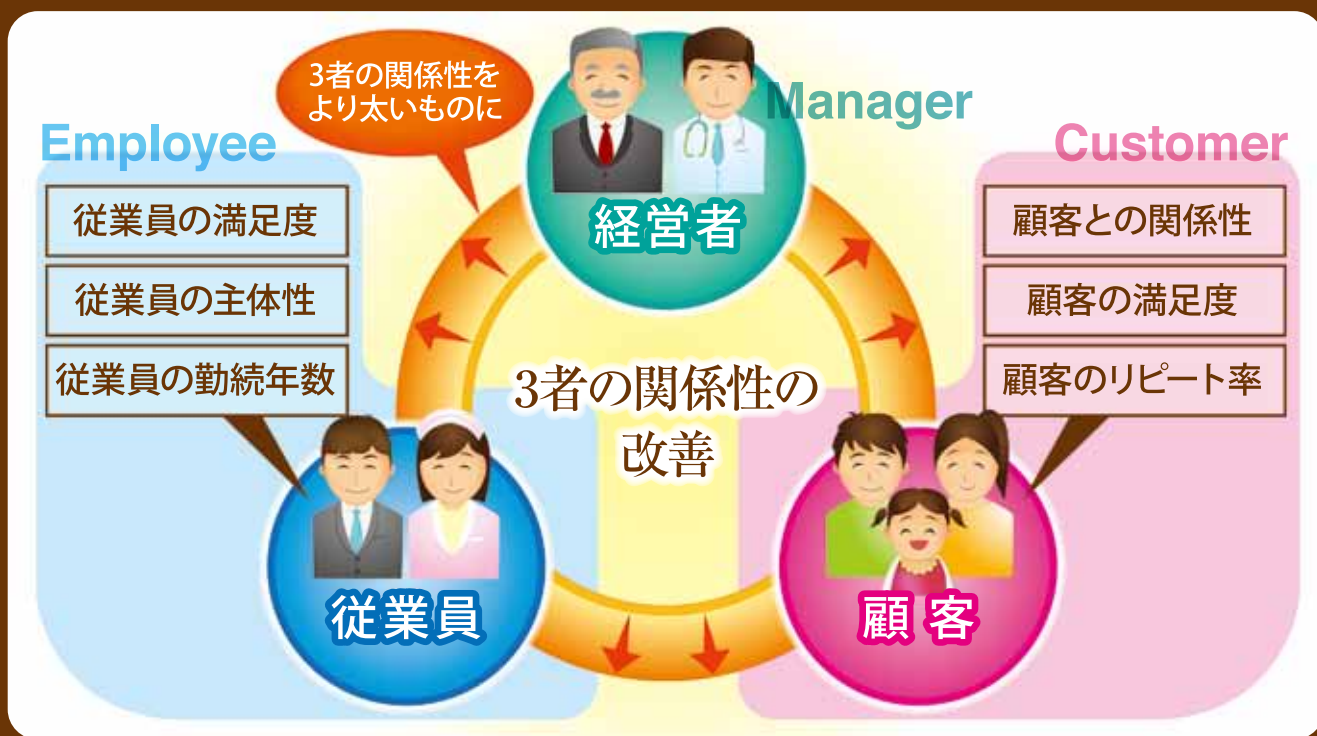 3者の関係性を
より太いものに
Manager
経営者
Employee
従業員の満足度
従業員の主体性
従業員の勤続年数
従業員
Customer
顧客との関係性
顧客の満足度
顧客のリピート率
顧客
3者の関係性の
改善